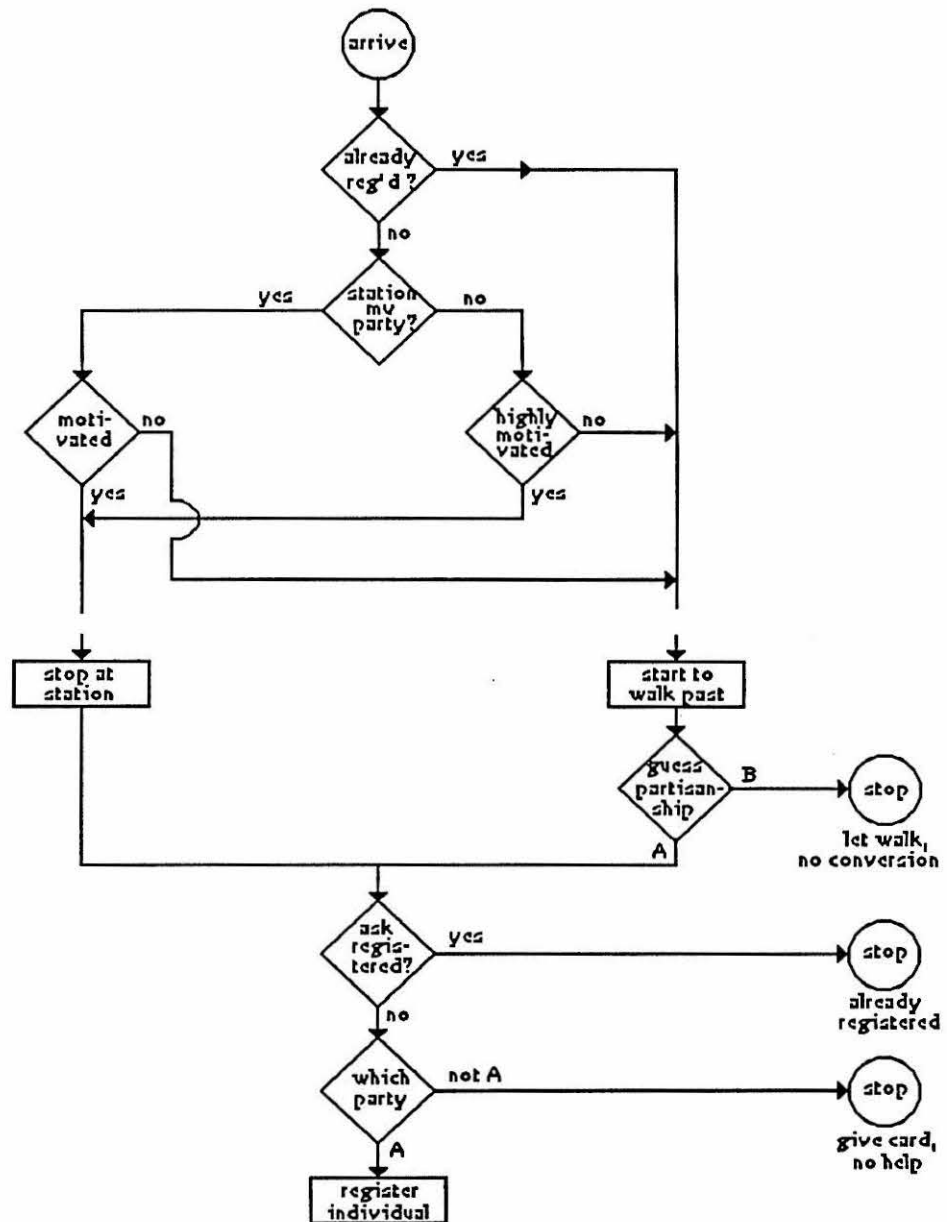 arrive
already
reg'd ?
yes
no
station
my
party?
yes
no
moti-
vated
no
yes
highly
moti-
vated
no
yes
stop at
station
start to
walk past
guess
partisan-
ship
B
A
stop
let walk,
no conversion
ask
regis-
tered?
yes
no
stop
already
registered
which
party
not A
A
stop
give card,
no help
register
individual